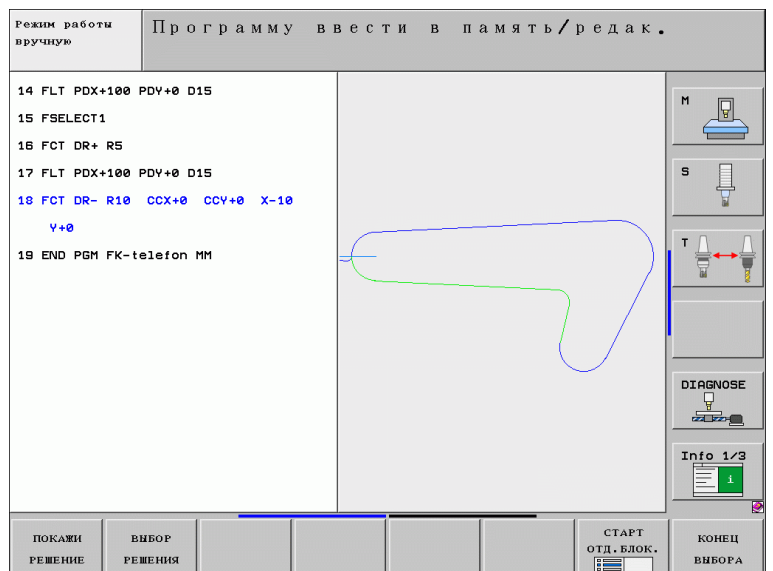 Режим работы
вручную
Программу ввести в память/редак.
14 FLT PDX+100 PDY+0 D15
15 FSELECT1
16 FCT DR+ R5
17 FLT PDX+100 PDY+0 D15
18 FCT DR- R10 CCX+0 CCY+0 X-10
Y+0
19 END PGM FK-telefon MM
M
S
T
DIAGNOSE
Info 1/3
i
ПОКАЖИ
РЕШЕНИЕ
ВЫБОР
РЕШЕНИЯ
СТАРТ
ОТД.БЛОК.
КОНЕЦ
ВЫБОРА